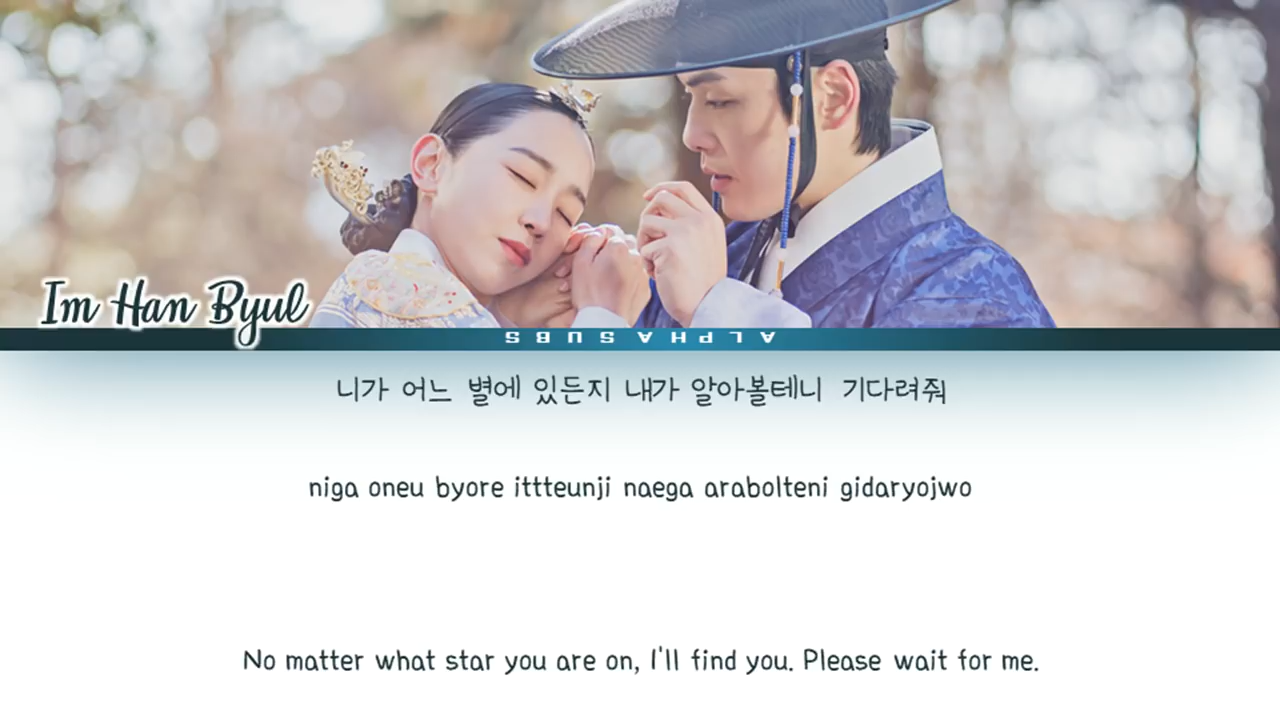 Im Han Byul
ALPHA SUBS
니가 어느 별에 있든지 내가 알아볼테니 기다려줘
niga oneu byore ittteunji naega arabolteni gidaryojwo
No matter what star you are on, I'll find you. Please wait for me.